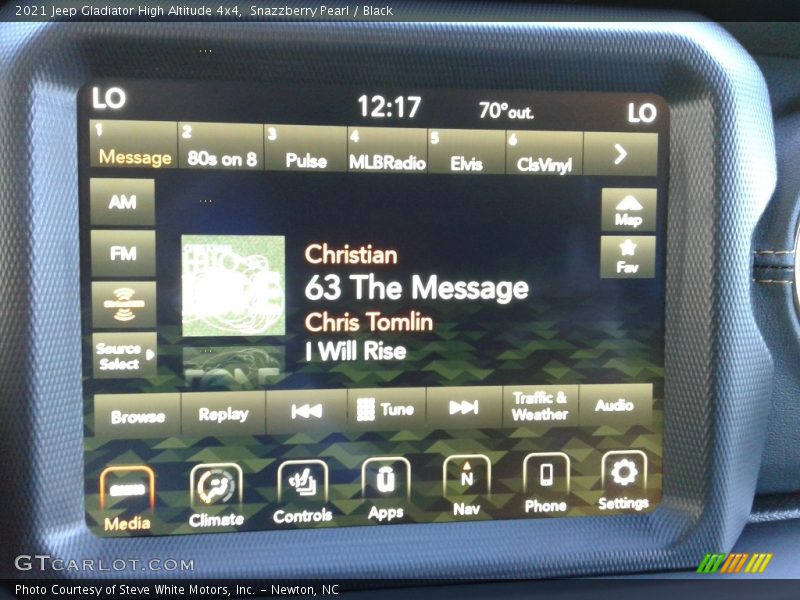 2021 Jeep Gladiator High Altitude 4x4,  Snazzberry Pearl / Black
LO 12:17 70°out. LO
1 Message 2 80s on 8 3 Pulse 4 MLBRadio 5 Elvis 6 ClsVinyl
AM
FM
Source
Select
Map
Fav
Christian
63 The Message
Chris Tomlin
I Will Rise
Browse Replay Tune Traffic &
Weather Audio
Media Climate Controls Apps N Nav Phone Settings
GTcarlot.com
Photo Courtesy of Steve White Motors, Inc. – Newton, NC